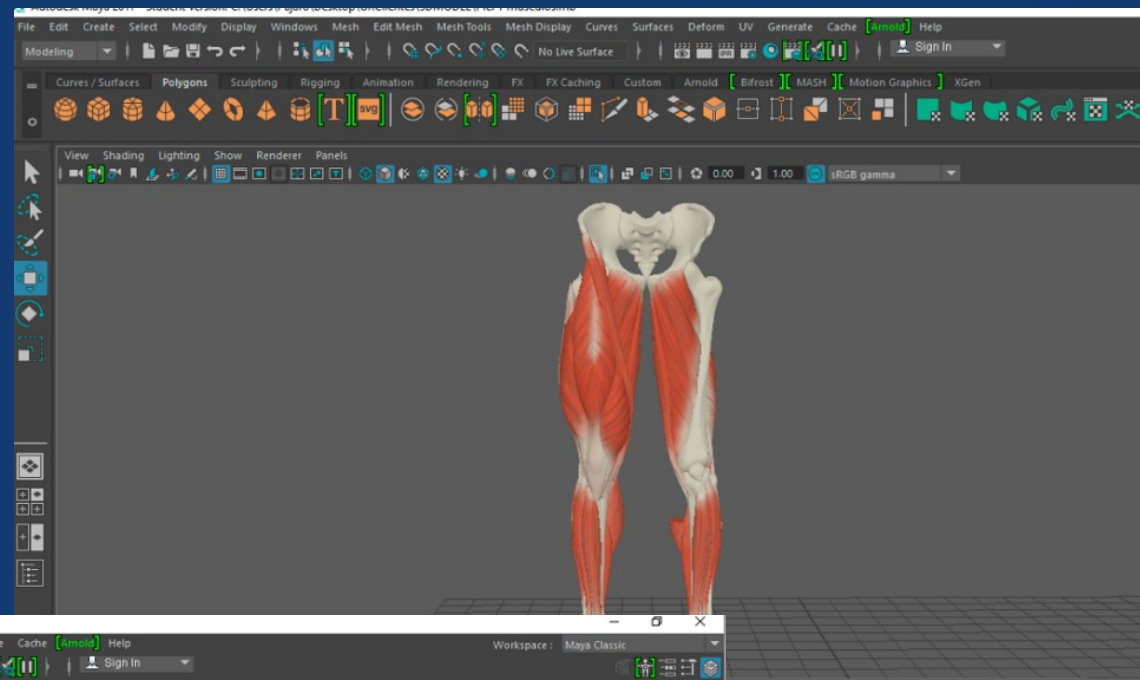 File Edit Create Select Modify Display Windows Mesh Edit Mesh Mesh Tools Mesh Display Curves Surfaces Deform UV Generate Cache [Arnold] Help
Modeling No Live Surface Sign In
Curves / Surfaces Polygons Sculpting Rigging Animation Rendering FX FX Caching Custom Arnold [ Bifrost ][ MASH ][ Motion Graphics ] XGen
View Shading Lighting Show Renderer Panels
0.00 1.00 sRGB gamma
Cache [Arnold] Help Workspace : Maya Classic
Sign In